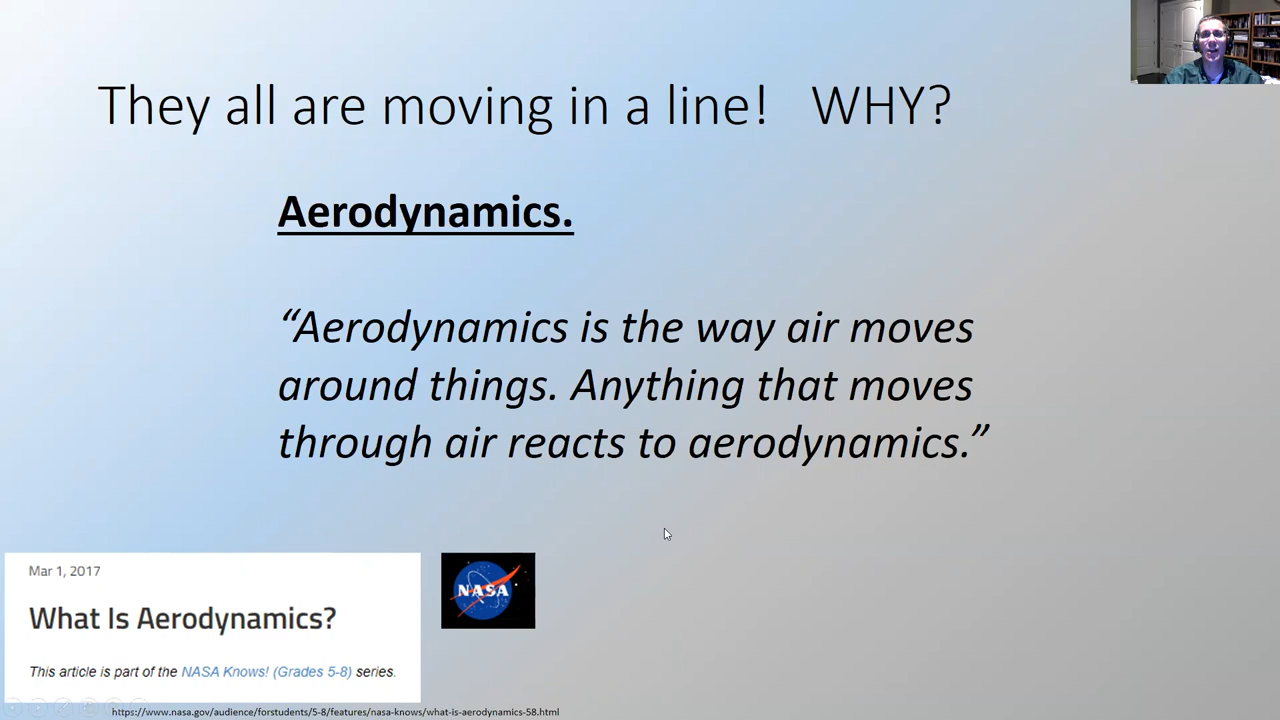 They all are moving in a line!   WHY?
Aerodynamics.
“Aerodynamics is the way air moves
around things. Anything that moves
through air reacts to aerodynamics.”
Mar 1, 2017
What Is Aerodynamics?
This article is part of the NASA Knows! (Grades 5-8) series.
NASA
https://www.nasa.gov/audience/forstudents/5-8/features/nasa-knows/what-is-aerodynamics-58.html